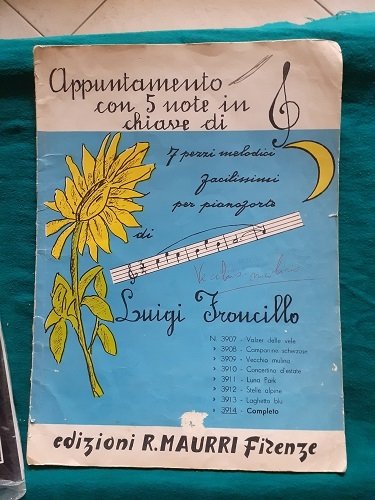 Appuntamento
con 5 note in
chiave di
7 pezzi melodici
facilissimi
per pianoforte
di
Luigi Froncillo
N. 3907 - Valzer delle vele
› 3908 - Campanine scherzose
› 3909 - Vecchio mulino
› 3910 - Concertino d'estate
› 3911 - Luna Park
› 3912 - Stelle alpine
› 3913 - Laghetto blu
› 3914 - Completo
edizioni R. MAURRI Firenze